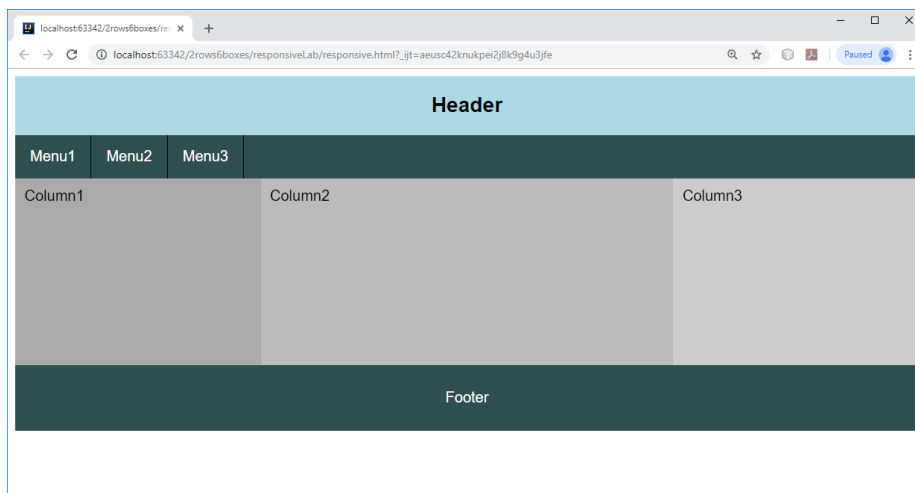 localhost:63342/2rows6boxes/re
localhost:63342/2rows6boxes/responsiveLab/responsive.html?_ijt=aeusc42knukpei2j8k9g4u3jfe
Paused
Header
Menu1 Menu2 Menu3
Column1 Column2 Column3
Footer